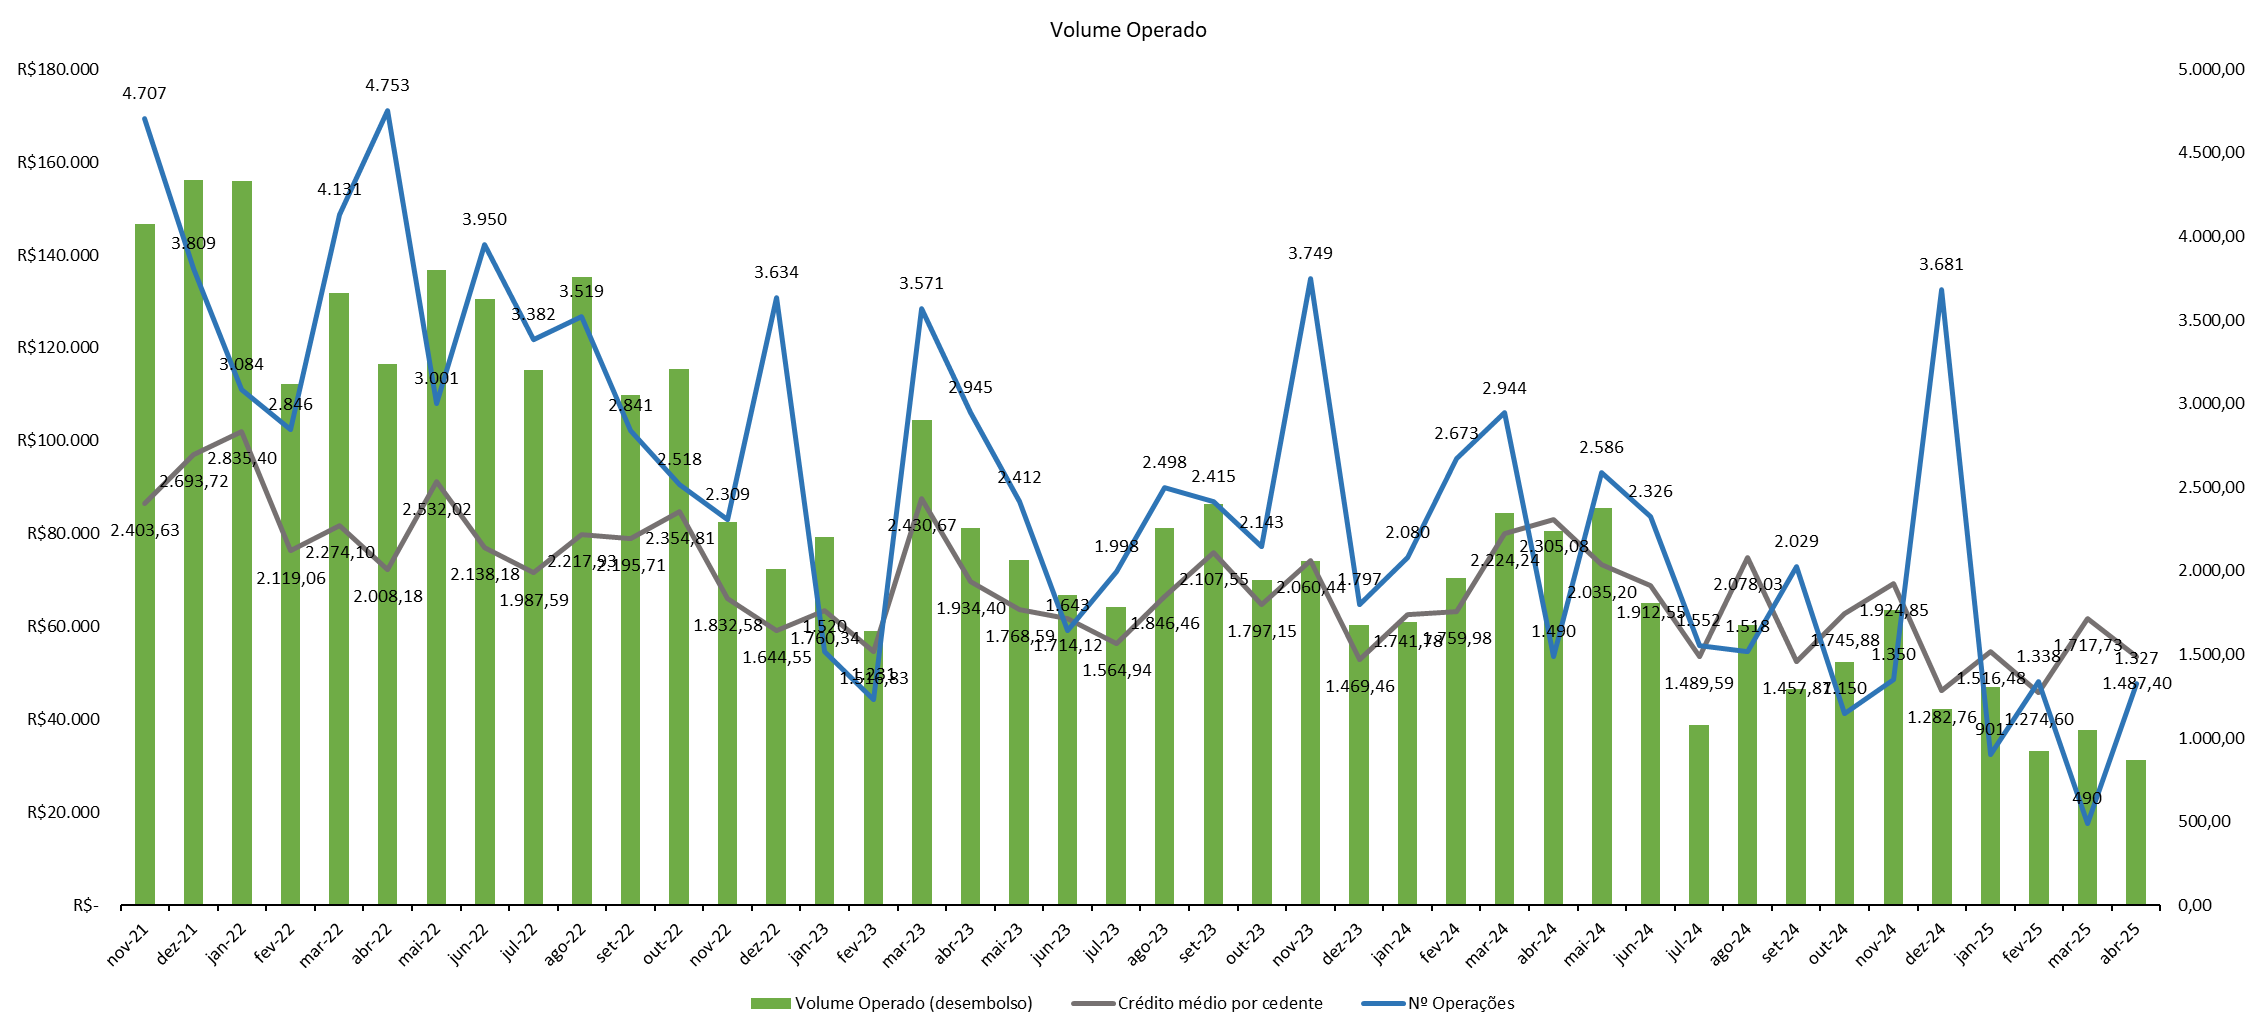 Volume Operado
R$180.000
R$160.000
R$140.000
R$120.000
R$100.000
R$80.000
R$60.000
R$40.000
R$20.000
R$-
5.000,00
4.500,00
4.000,00
3.500,00
3.000,00
2.500,00
2.000,00
1.500,00
1.000,00
500,00
0,00
4.707
3.809
3.084
2.846
4.131
4.753
3.001
3.950
3.382
3.519
2.841
2.518
2.309
3.634
1.520
1.231
3.571
2.945
2.412
1.643
1.998
2.498
2.415
2.143
3.749
1.797
2.080
2.673
2.944
1.490
2.586
2.326
1.552
1.518
2.029
1.150
1.350
3.681
901
1.338
490
1.327
2.403,63
2.693,72
2.835,40
2.119,06
2.274,10
2.008,18
2.532,02
2.138,18
1.987,59
2.217,93
2.195,71
2.354,81
1.832,58
1.644,55
1.760,34
1.516,83
2.430,67
1.934,40
1.768,59
1.714,12
1.564,94
1.846,46
2.107,55
1.797,15
2.060,44
1.469,46
1.741,78
1.759,98
2.224,24
2.305,08
2.035,20
1.912,55
1.489,59
2.078,03
1.457,87
1.745,88
1.924,85
1.282,76
1.516,48
1.274,60
1.717,73
1.487,40
nov-21
dez-21
jan-22
fev-22
mar-22
abr-22
mai-22
jun-22
jul-22
ago-22
set-22
out-22
nov-22
dez-22
jan-23
fev-23
mar-23
abr-23
mai-23
jun-23
jul-23
ago-23
set-23
out-23
nov-23
dez-23
jan-24
fev-24
mar-24
abr-24
mai-24
jun-24
jul-24
ago-24
set-24
out-24
nov-24
dez-24
jan-25
fev-25
mar-25
abr-25
Volume Operado (desembolso)
Crédito médio por cedente
Nº Operações